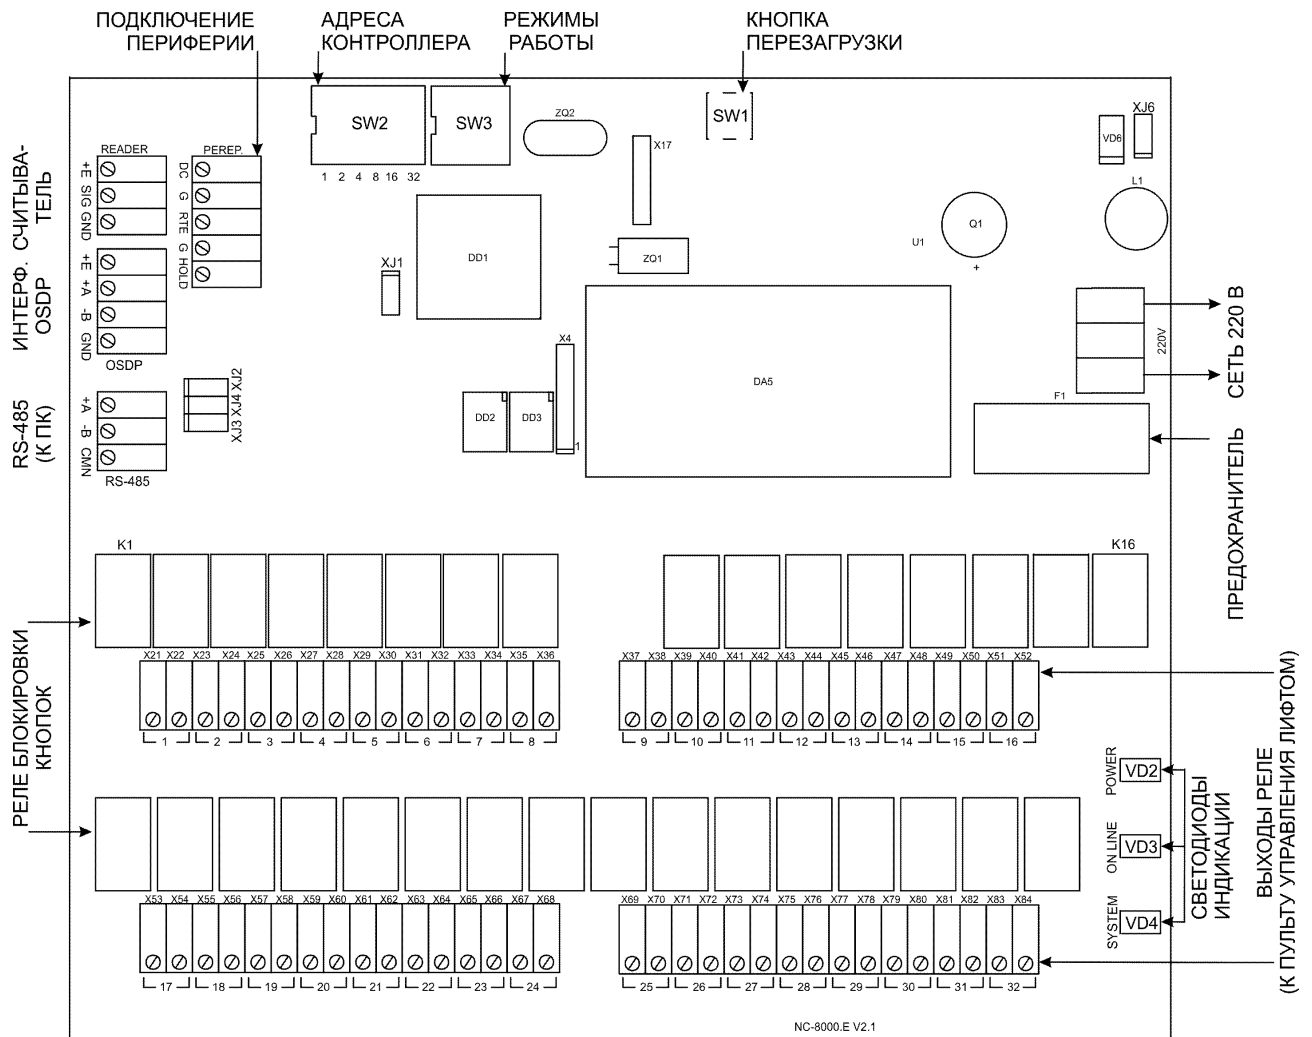 ПОДКЛЮЧЕНИЕ
ПЕРИФЕРИИ
АДРЕСА
КОНТРОЛЛЕРА
РЕЖИМЫ
РАБОТЫ
КНОПКА
ПЕРЕЗАГРУЗКИ
SW2
1 2 4 8 16 32
SW3
ZQ2
X17
SW1
VD6
XJ6
СЧИТЫВА-
ТЕЛЬ
READER
+E
SIG
GND
PEREP.
DC
G
RTE
G
HOLD
ИНТЕРФ.
OSDP
+E
+A
-B
GND
OSDP
XJ1
DD1
ZQ1
U1
Q1
+
L1
СЕТЬ 220 В
220V
RS-485
(К ПК)
+A
-B
CMN
RS-485
XJ2
XJ4
XJ3
DD2
DD3
X4
1
DA5
F1
ПРЕДОХРАНИТЕЛЬ
K1
K16
РЕЛЕ БЛОКИРОВКИ
КНОПОК
X21 X22 X23 X24 X25 X26 X27 X28 X29 X30 X31 X32 X33 X34 X35 X36
X37 X38 X39 X40 X41 X42 X43 X44 X45 X46 X47 X48 X49 X50 X51 X52
1 2 3 4 5 6 7 8
9 10 11 12 13 14 15 16
POWER
VD2
ON LINE
VD3
SYSTEM
VD4
СВЕТОДИОДЫ
ИНДИКАЦИИ
ВЫХОДЫ РЕЛЕ
(К ПУЛЬТУ УПРАВЛЕНИЯ ЛИФТОМ)
X53 X54 X55 X56 X57 X58 X59 X60 X61 X62 X63 X64 X65 X66 X67 X68
X69 X70 X71 X72 X73 X74 X75 X76 X77 X78 X79 X80 X81 X82 X83 X84
17 18 19 20 21 22 23 24
25 26 27 28 29 30 31 32
NC-8000.E V2.1